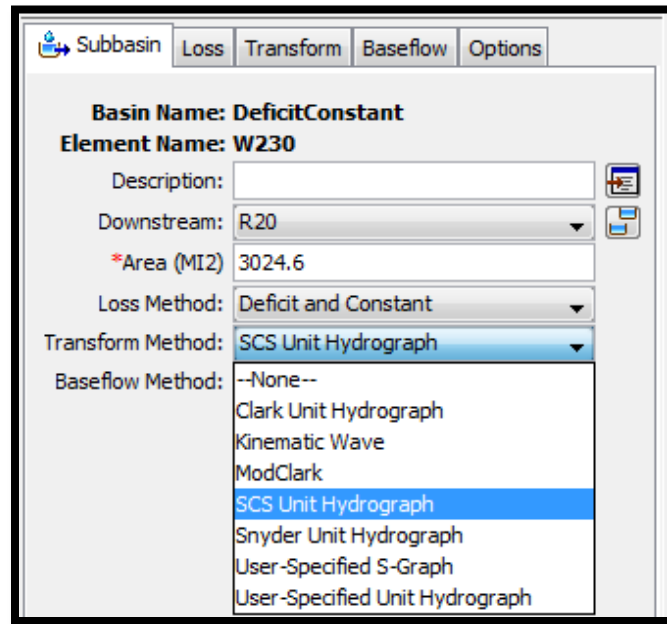 Subbasin Loss Transform Baseflow Options
Basin Name: DeficitConstant
Element Name: W230
Description:
Downstream: R20
*Area (MI2) 3024.6
Loss Method: Deficit and Constant
Transform Method: SCS Unit Hydrograph
Baseflow Method: --None--
Clark Unit Hydrograph
Kinematic Wave
ModClark
SCS Unit Hydrograph
Snyder Unit Hydrograph
User-Specified S-Graph
User-Specified Unit Hydrograph